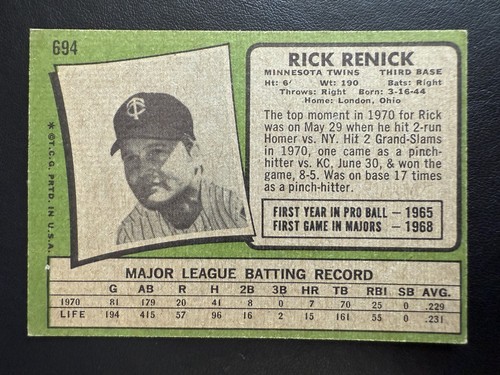 694
RICK RENICK
MINNESOTA TWINS THIRD BASE
Ht: 6' Wt: 190 Bats: Right
Throws: Right Born: 3-16-44
Home: London, Ohio
The top moment in 1970 for Rick
was on May 29 when he hit 2-run
Homer vs. NY. Hit 2 Grand-Slams
in 1970, one came as a pinch-
hitter vs. KC, June 30, & won the
game, 8-5. Was on base 17 times
as a pinch-hitter.
FIRST YEAR IN PRO BALL — 1965
FIRST GAME IN MAJORS — 1968
TC
* © T.C.G. PRTD. IN U.S.A.
MAJOR LEAGUE BATTING RECORD
G AB R H 2B 3B HR TB RBI SB AVG.
1970 81 179 20 41 8 0 7 70 25 0 .229
LIFE 194 415 57 96 16 2 15 161 55 0 .231